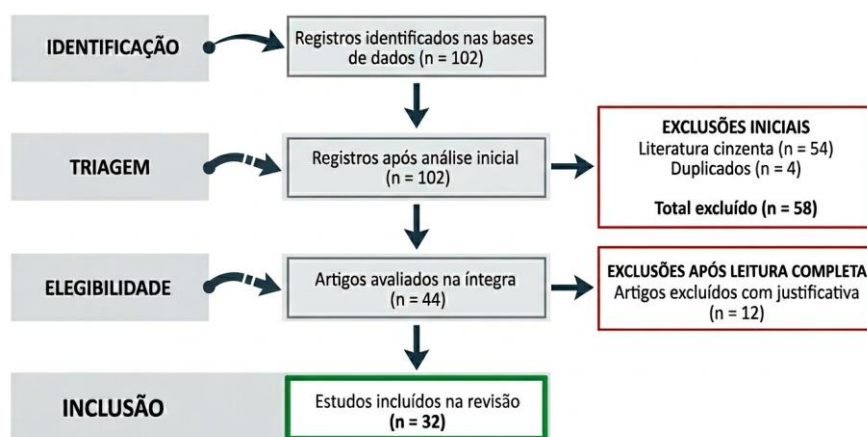 IDENTIFICAÇÃO
Registros identificados nas bases
de dados (n = 102)
TRIAGEM
Registros após análise inicial
(n = 102)
EXCLUSÕES INICIAIS
Literatura cinzenta (n = 54)
Duplicados (n = 4)
Total excluído (n = 58)
ELEGIBILIDADE
Artigos avaliados na íntegra
(n = 44)
EXCLUSÕES APÓS LEITURA COMPLETA
Artigos excluídos com justificativa
(n = 12)
INCLUSÃO
Estudos incluídos na revisão
(n = 32)